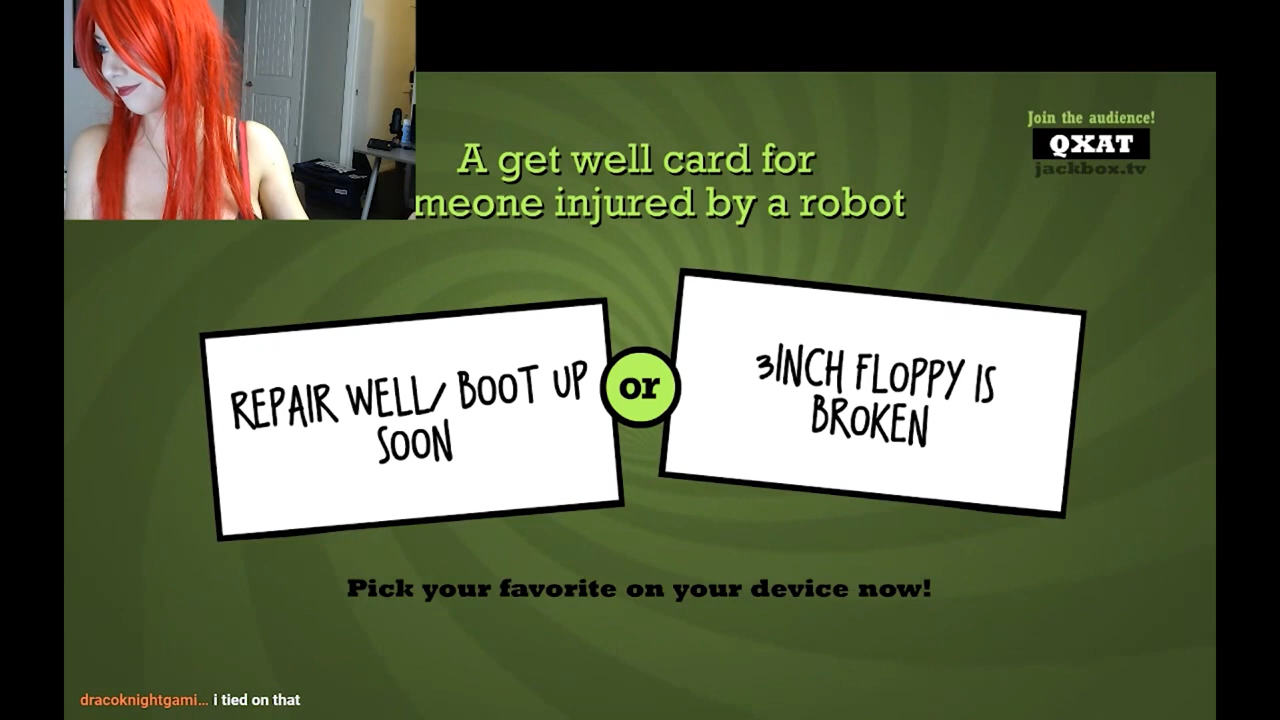 Join the audience!
QXAT
jackbox.tv
A get well card for
meone injured by a robot
REPAIR WELL/ BOOT UP
SOON
or
3INCH FLOPPY IS
BROKEN
Pick your favorite on your device now!
dracoknightgami... i tied on that